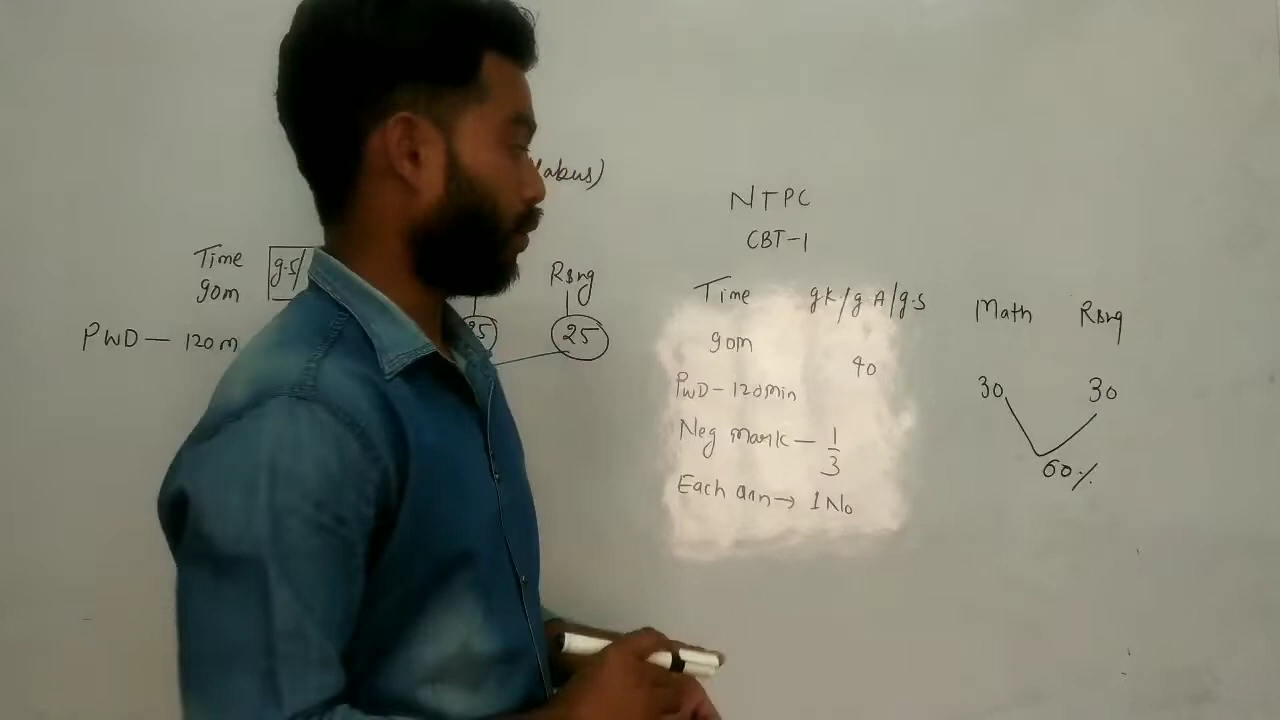 labus)
Time g.s/
90m
Rsng
25 25
PWD — 120m
NTPC
CBT-1
Time gk/gA/g.s Math Rsng
90m 40 30 30
PWD - 120min
Neg mark — 1/3
60%
Each ann → 1 No